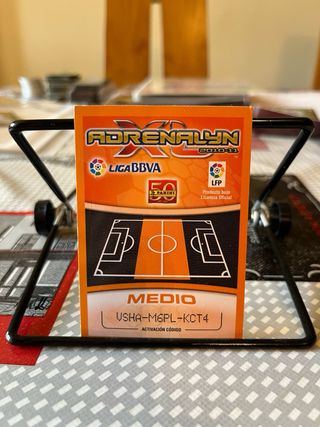 ADRENALYN
XL
2010-11
LIGA BBVA
50
PANINI
LFP
Producto bajo
Licencia Oficial
MEDIO
VSHA-M6PL-KCT4
ACTIVACIÓN CÓDIGO